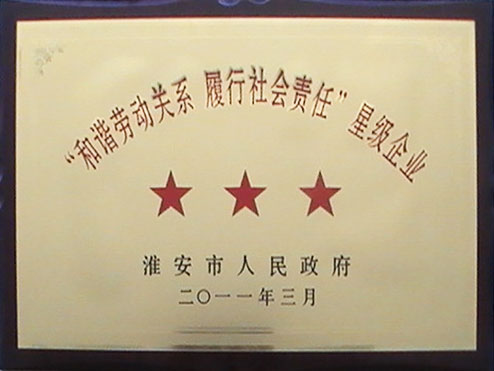 “和谐劳动关系 履行社会责任”星级企业
淮安市人民政府
二〇一一年三月